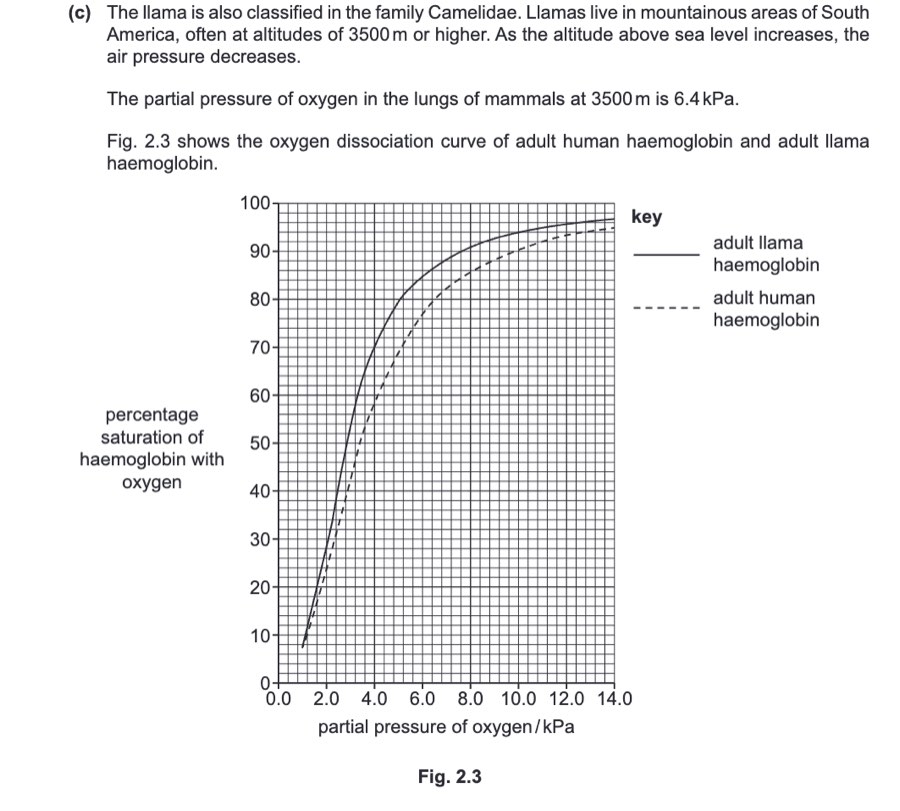 (c) The llama is also classified in the family Camelidae. Llamas live in mountainous areas of South
America, often at altitudes of 3500 m or higher. As the altitude above sea level increases, the
air pressure decreases.
The partial pressure of oxygen in the lungs of mammals at 3500 m is 6.4 kPa.
Fig. 2.3 shows the oxygen dissociation curve of adult human haemoglobin and adult llama
haemoglobin.
100
90
80
70
60
50
40
30
20
10
0
percentage
saturation of
haemoglobin with
oxygen
0.0 2.0 4.0 6.0 8.0 10.0 12.0 14.0
partial pressure of oxygen / kPa
key
adult llama
haemoglobin
adult human
haemoglobin
Fig. 2.3